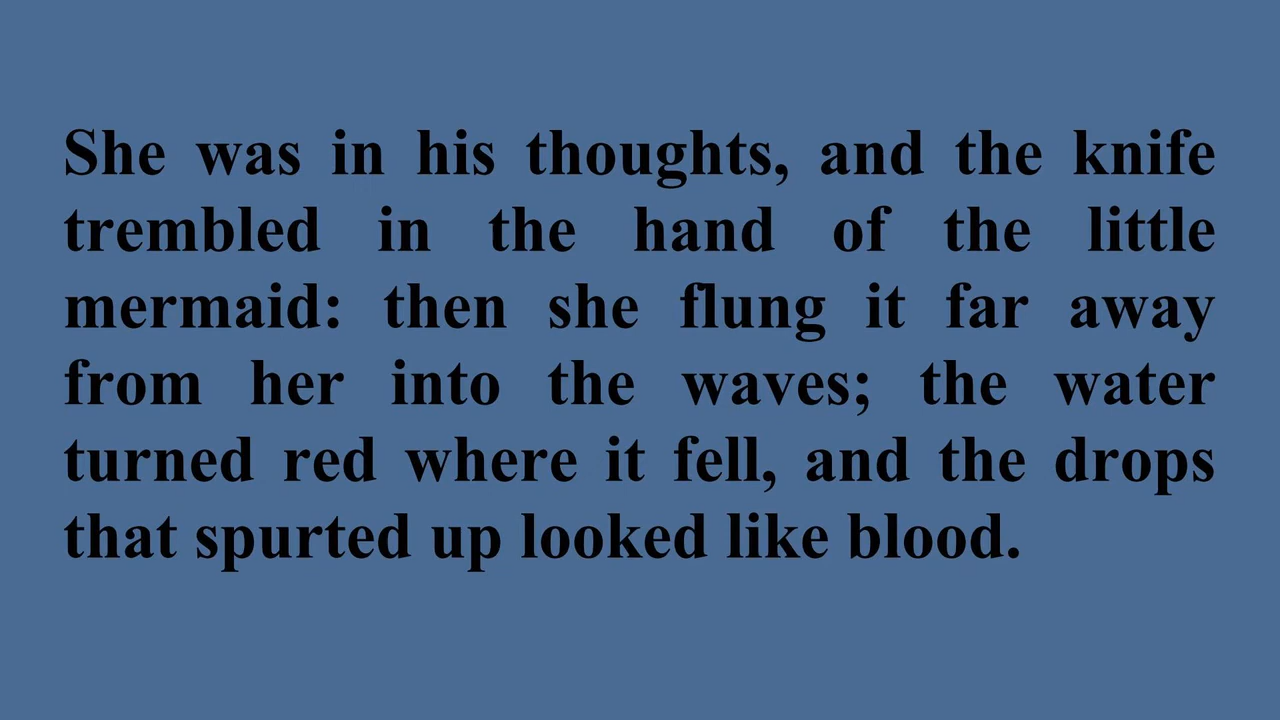 She was in his thoughts, and the knife
trembled in the hand of the little
mermaid: then she flung it far away
from her into the waves; the water
turned red where it fell, and the drops
that spurted up looked like blood.